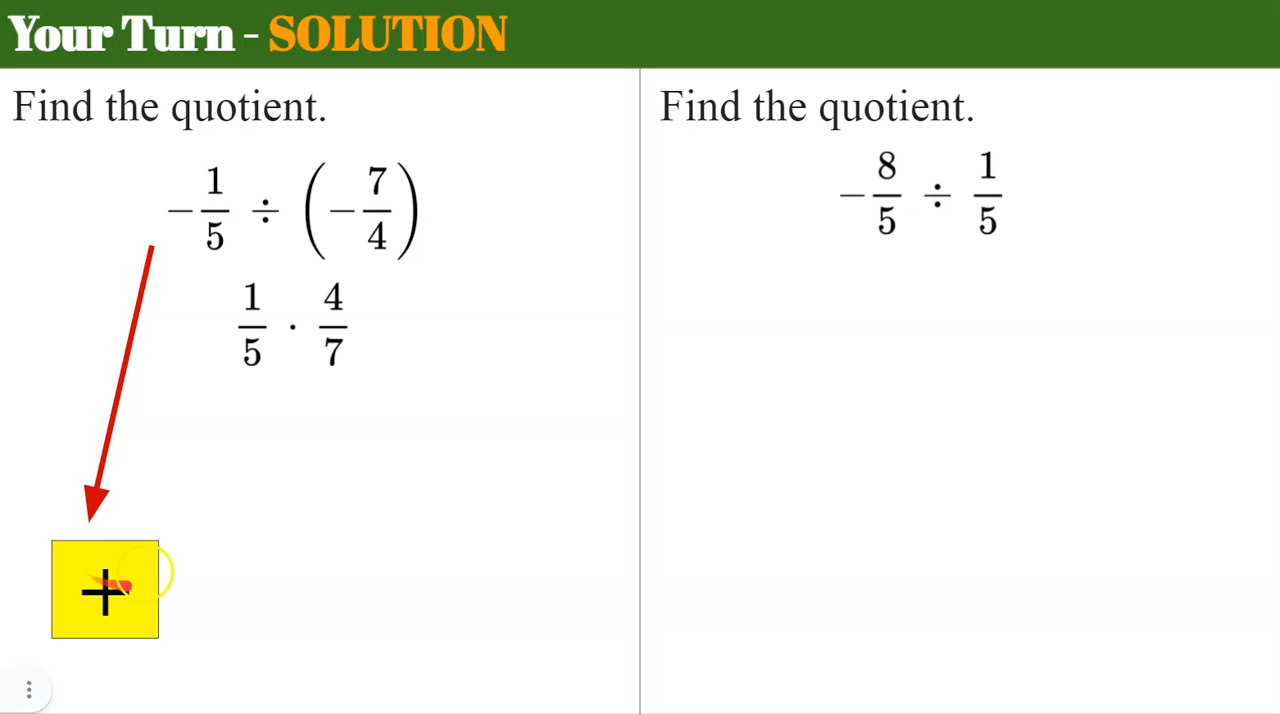 Your Turn - SOLUTION
Find the quotient.
-1/5 ÷ (-7/4)
1/5 · 4/7
+
Find the quotient.
-8/5 ÷ 1/5